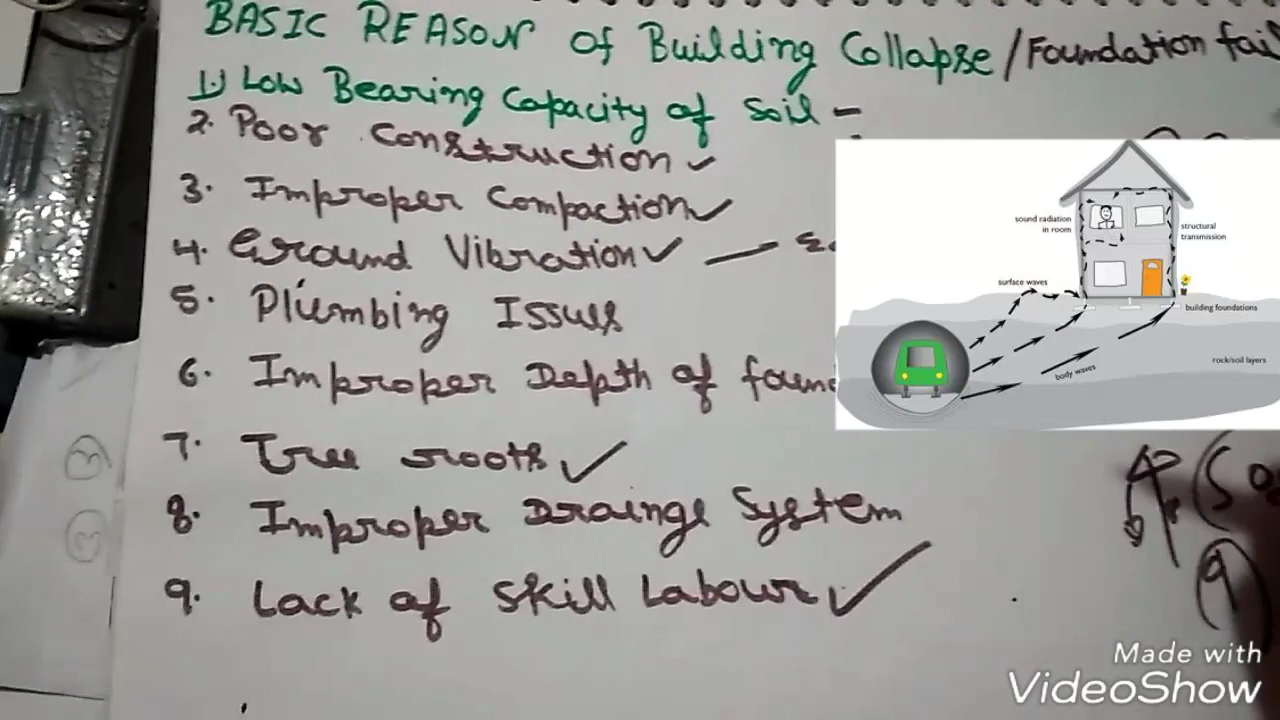 BASIC REASON of Building Collapse/Foundation fail
1.) Low Bearing Capacity of Soil -
2. Poor Construction ✓
3. Improper Compaction ✓
4. Ground Vibration ✓ —
5. Plumbing Issues
6. Improper Depth of found
7. Tree roots ✓
8. Improper Drainge System
9. Lack of Skill Labour ✓
sound radiation
in room
structural
transmission
surface waves
building foundations
rock/soil layers
body waves
Made with
VideoShow